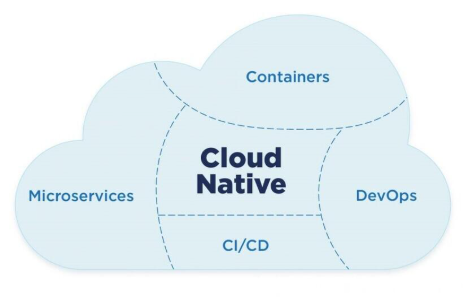 Containers
Cloud
Native
Microservices
DevOps
CI/CD